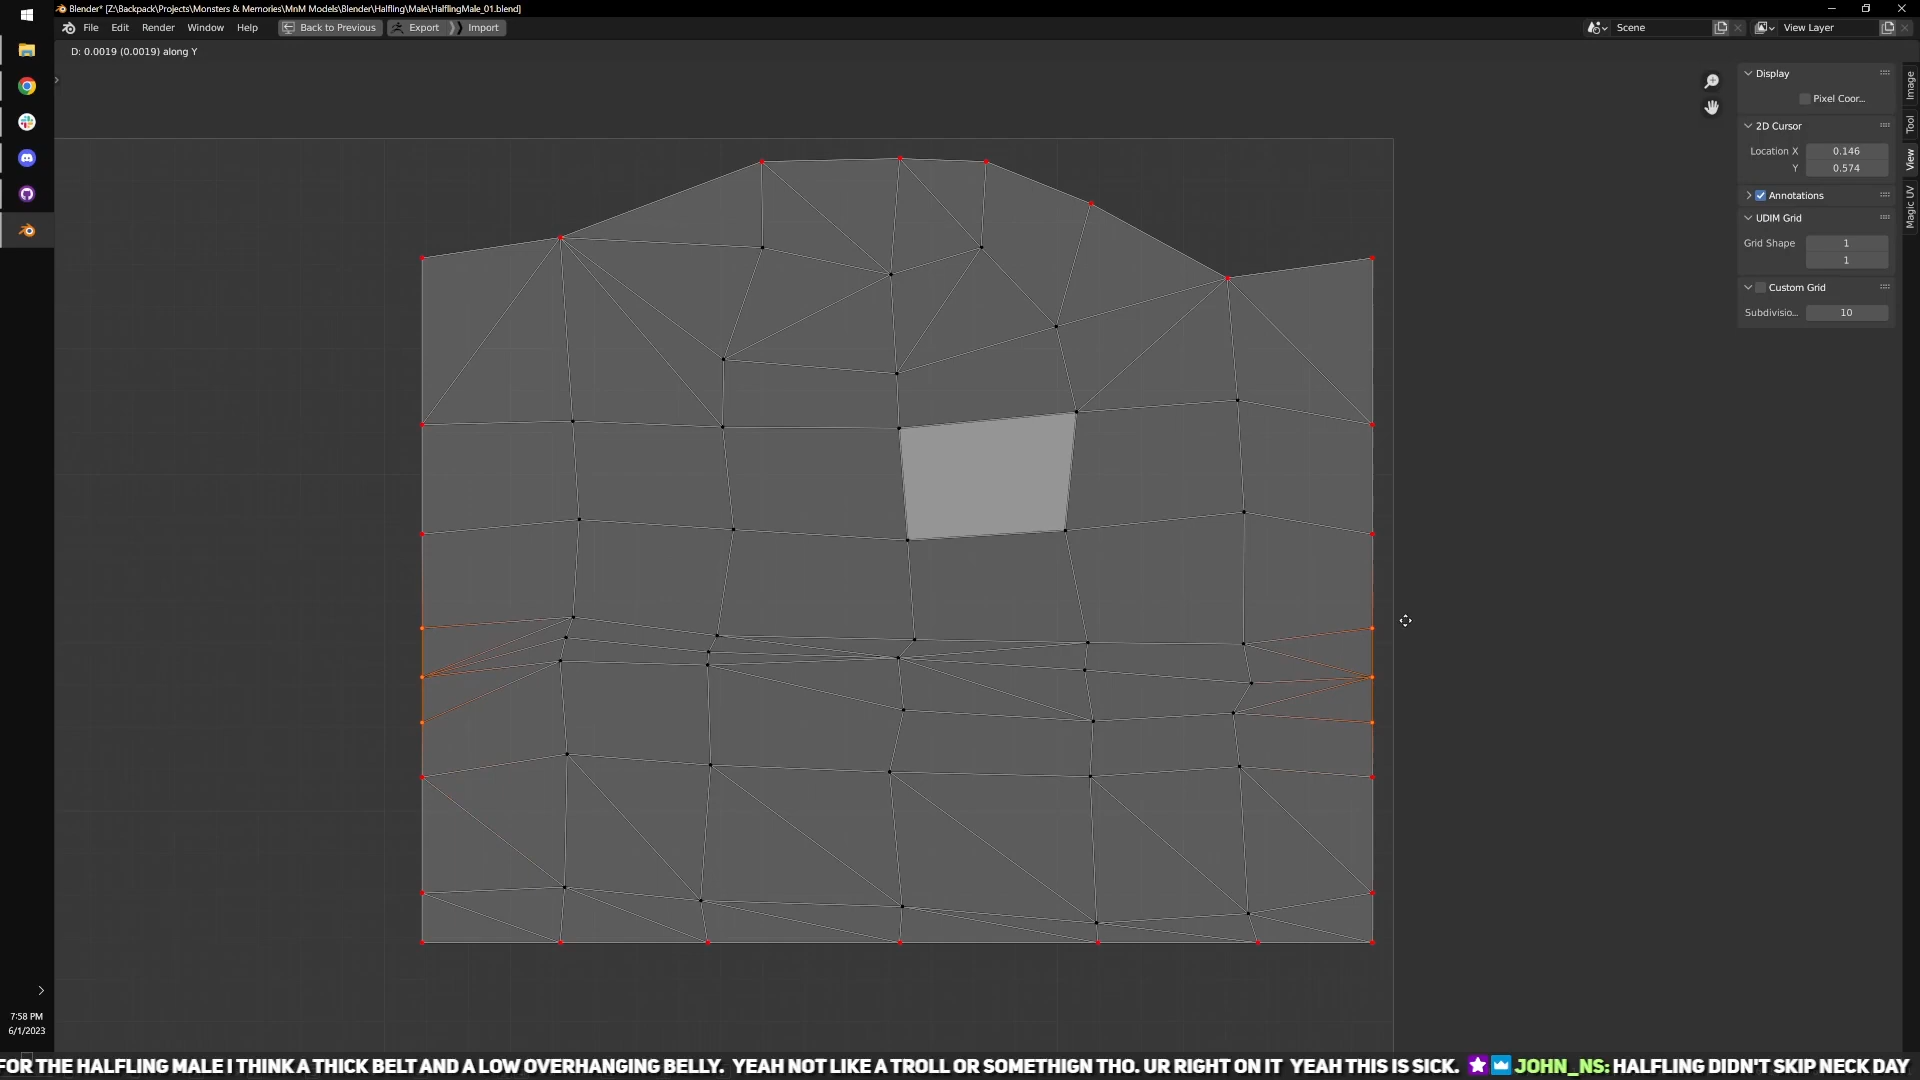 Blender* [Z:\Backpack\Projects\Monsters & Memories\MnM Models\Blender\Halfling\Male\HalflingMale_01.blend]
File Edit Render Window Help Back to Previous Export Import Scene View Layer
D: 0.0019 (0.0019) along Y
Display
Pixel Coor...
2D Cursor
Location X 0.146
Y 0.574
Annotations
UDIM Grid
Grid Shape 1
1
Custom Grid
Subdivisio... 10
Image
Tool
View
Magic UV
7:58 PM
6/1/2023
FOR THE HALFLING MALE I THINK A THICK BELT AND A LOW OVERHANGING BELLY. YEAH NOT LIKE A TROLL OR SOMETHIGN THO. UR RIGHT ON IT YEAH THIS IS SICK. JOHN_NS: HALFLING DIDN'T SKIP NECK DAY